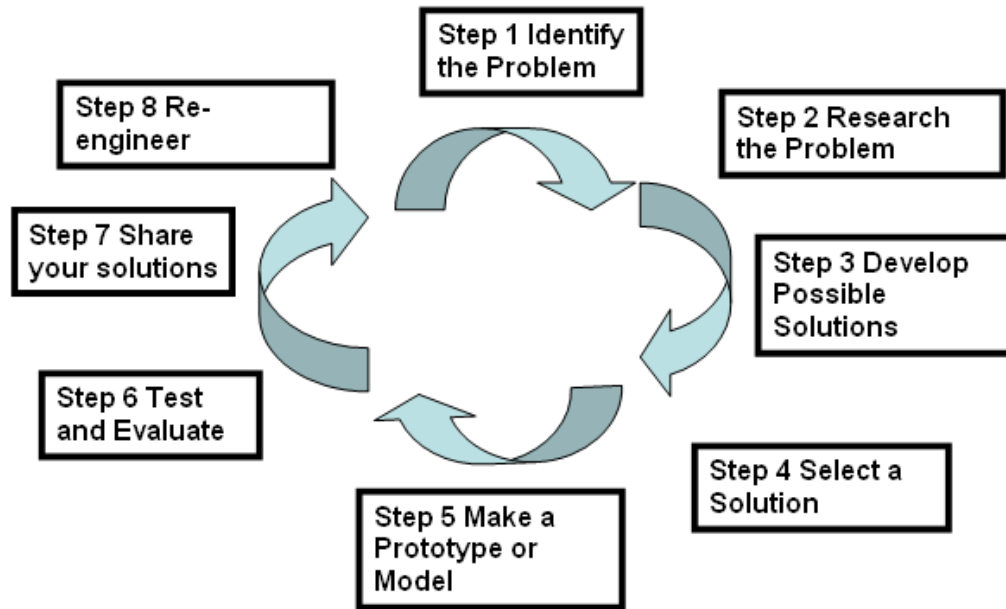 Step 1 Identify
the Problem
Step 2 Research
the Problem
Step 3 Develop
Possible
Solutions
Step 4 Select a
Solution
Step 5 Make a
Prototype or
Model
Step 6 Test
and Evaluate
Step 7 Share
your solutions
Step 8 Re-
engineer